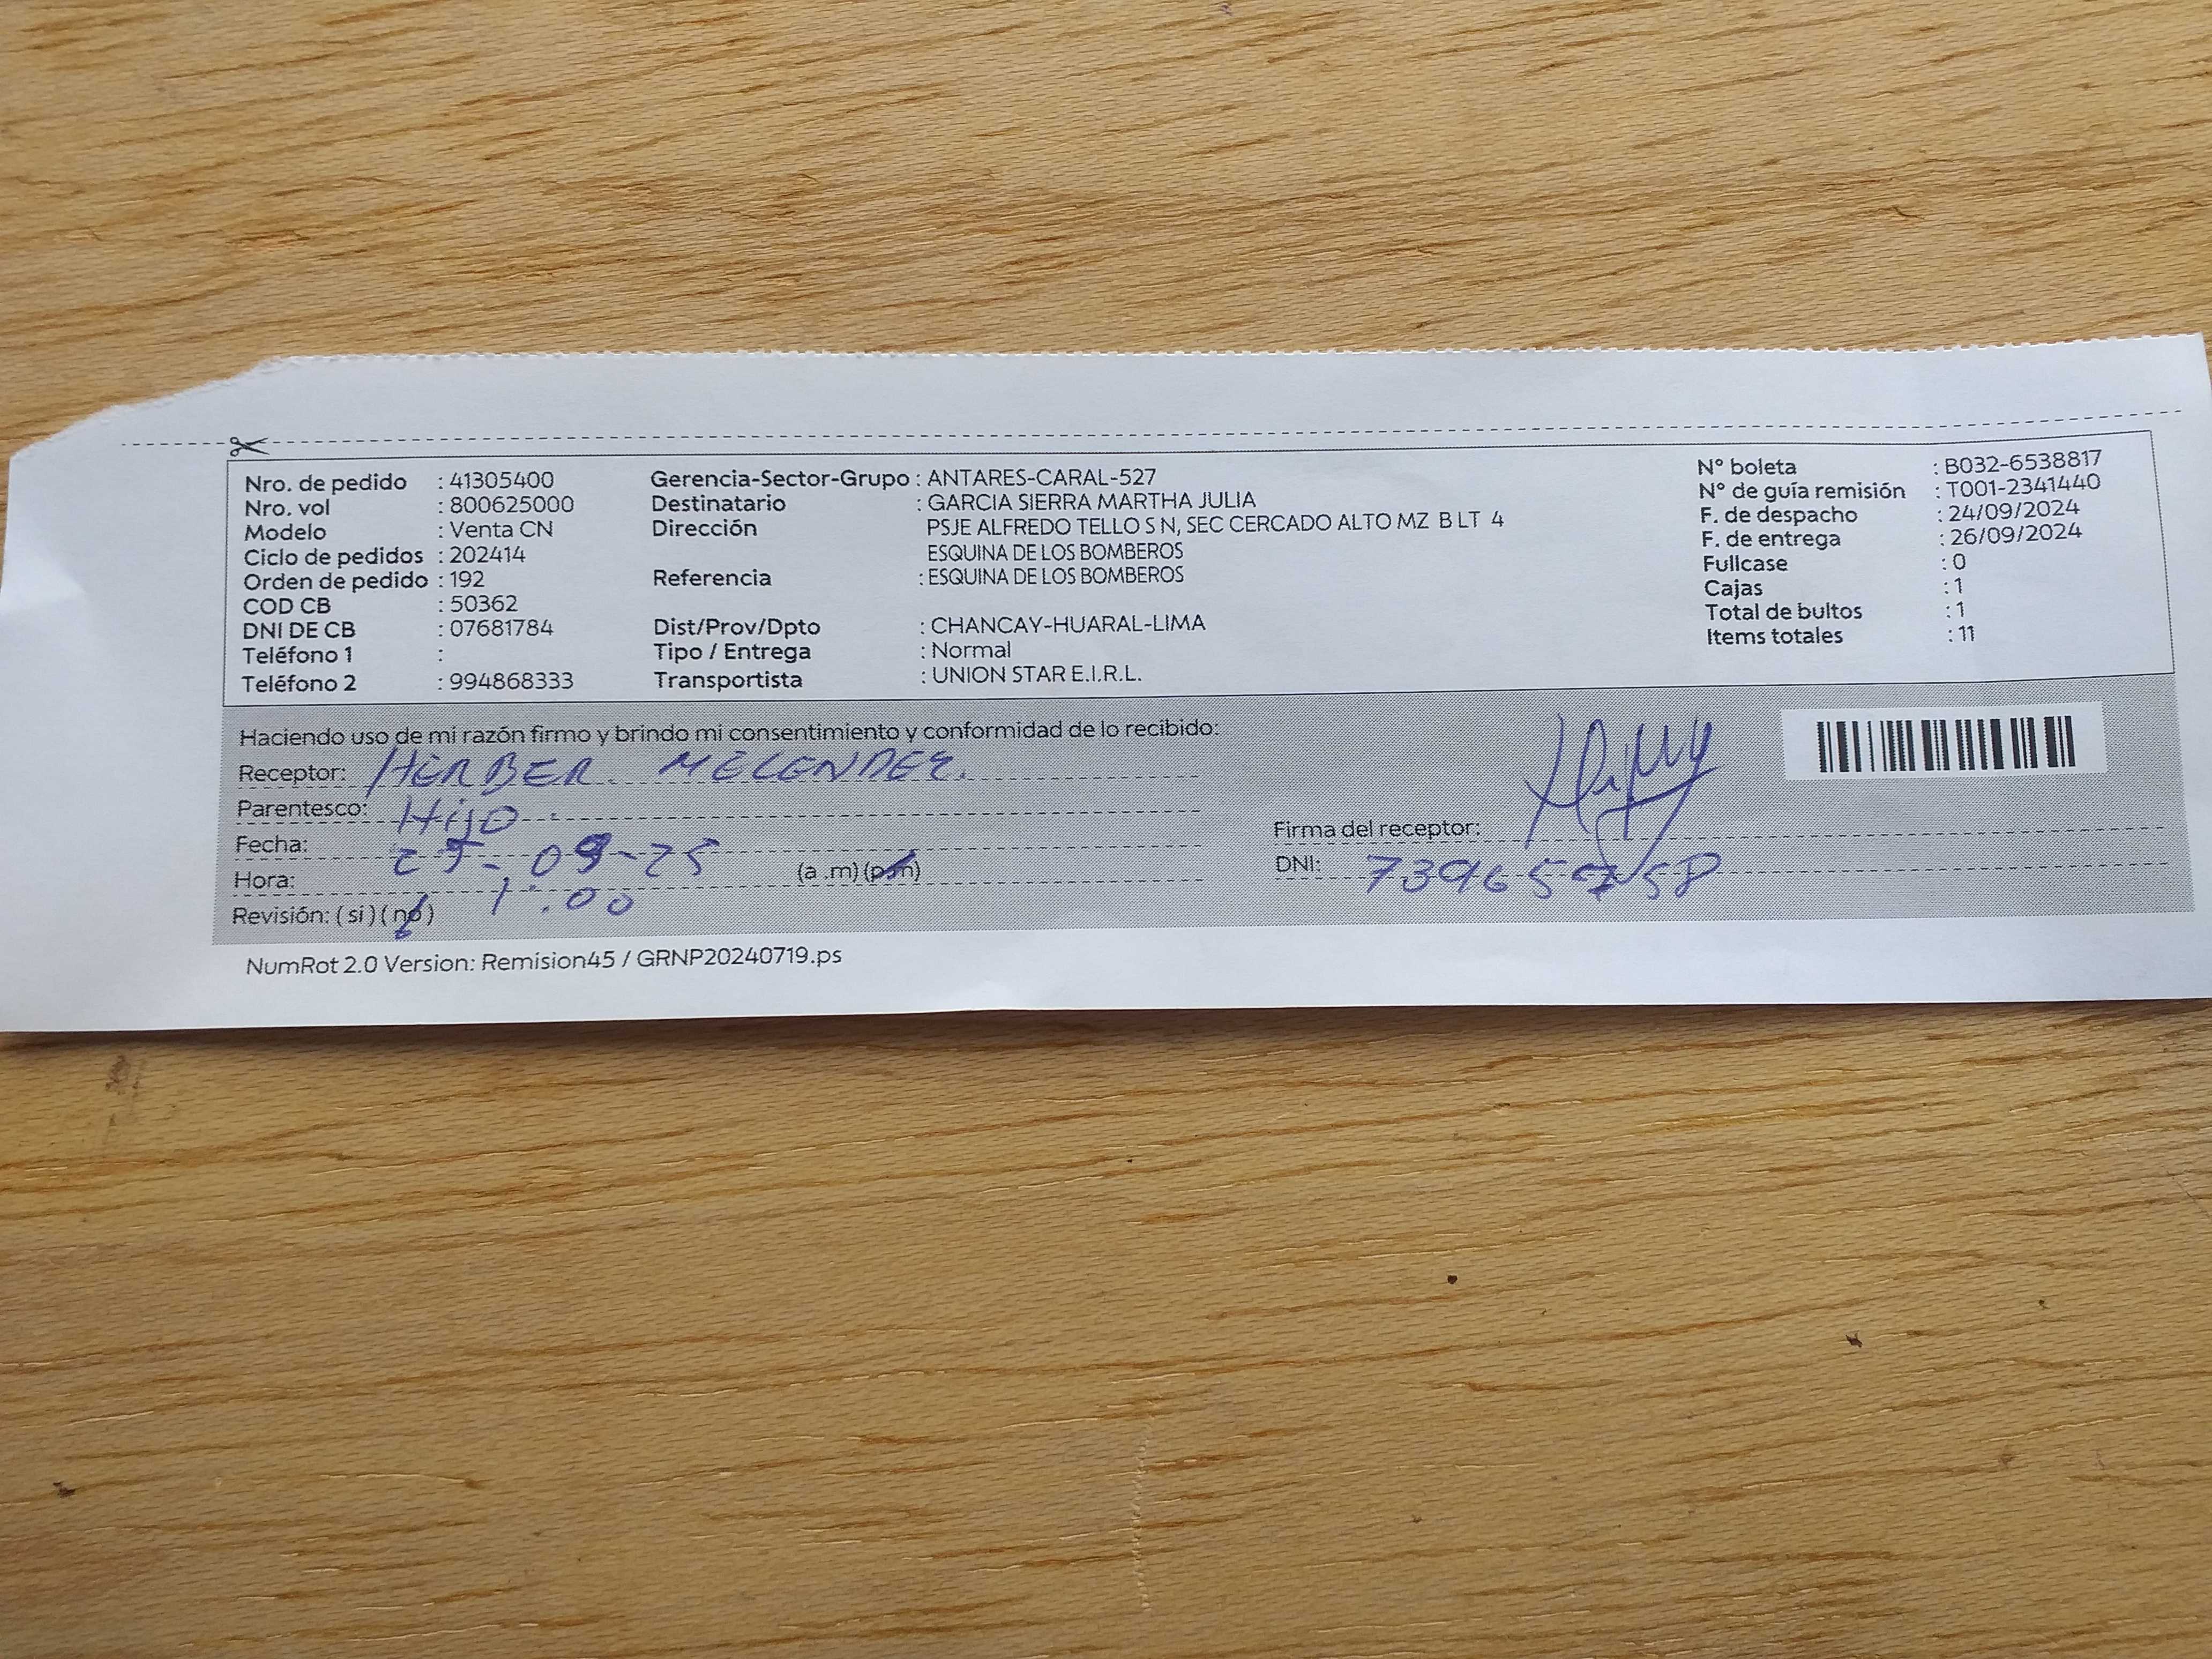 Nro. de pedido : 41305400
Nro. vol : 800625000
Modelo : Venta CN
Ciclo de pedidos : 202414
Orden de pedido : 192
COD CB : 50362
DNI DE CB : 07681784
Teléfono 1 :
Teléfono 2 : 994868333
Gerencia-Sector-Grupo : ANTARES-CARAL-527
Destinatario : GARCIA SIERRA MARTHA JULIA
Dirección PSJE ALFREDO TELLO S N, SEC CERCADO ALTO MZ B LT 4
ESQUINA DE LOS BOMBEROS
Referencia : ESQUINA DE LOS BOMBEROS
Dist/Prov/Dpto : CHANCAY-HUARAL-LIMA
Tipo / Entrega : Normal
Transportista : UNION STAR E.I.R.L.
N° boleta : B032-6538817
N° de guía remisión : T001-2341440
F. de despacho : 24/09/2024
F. de entrega : 26/09/2024
Fullcase : 0
Cajas : 1
Total de bultos : 1
Items totales : 11
Haciendo uso de mi razón firmo y brindo mi consentimiento y conformidad de lo recibido:
Receptor: HERBER. MELENDEZ.
Parentesco: Hijo.
Fecha: 25-09-25
Hora: 1:00 (a .m) (p.m)
Revisión: ( si ) ( no )
Firma del receptor:
DNI:
NumRot 2.0 Version: Remision45 / GRNP20240719.ps